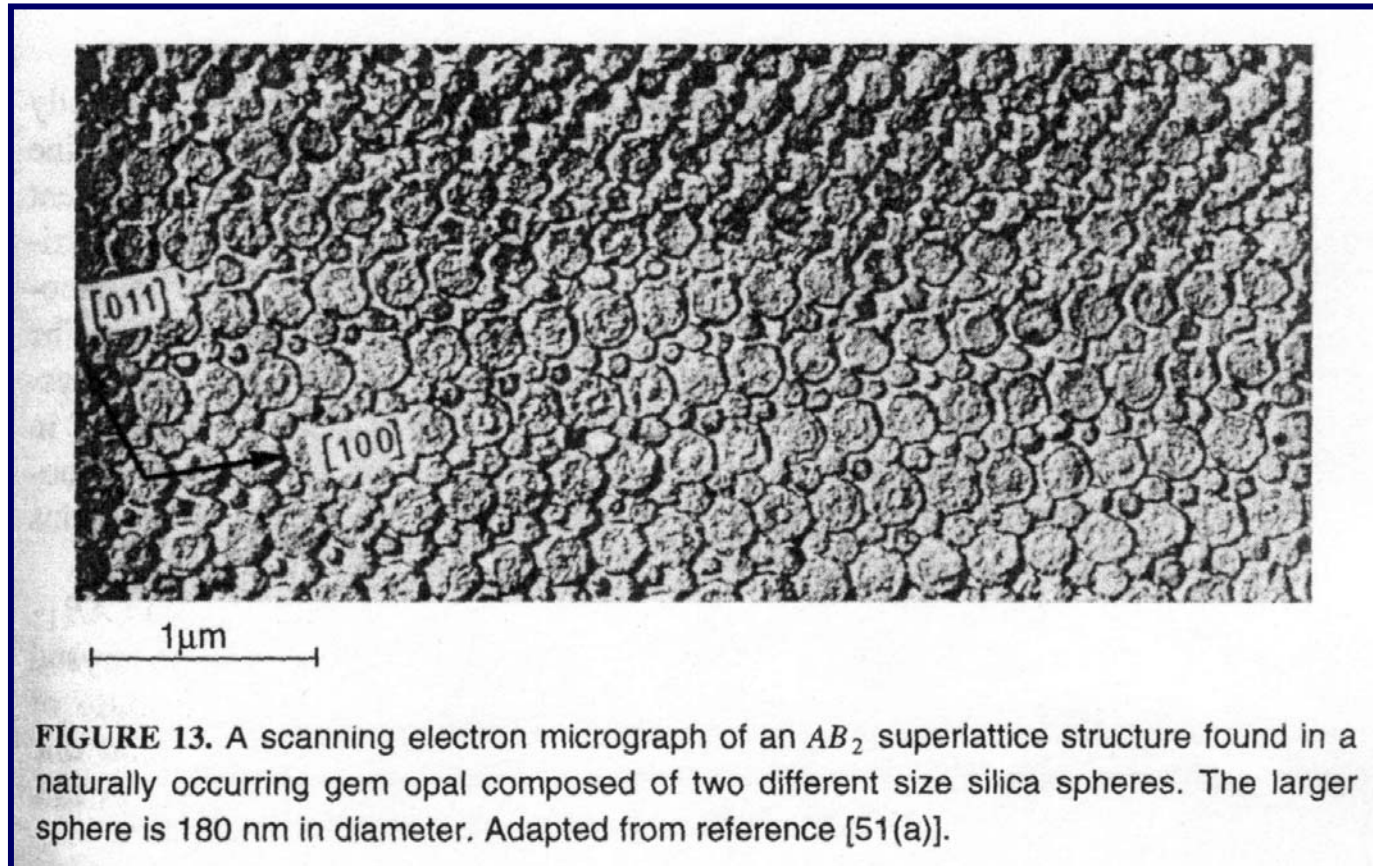 [011]
[100]
1μm
FIGURE 13. A scanning electron micrograph of an AB₂ superlattice structure found in a
naturally occurring gem opal composed of two different size silica spheres. The larger
sphere is 180 nm in diameter. Adapted from reference [51(a)].